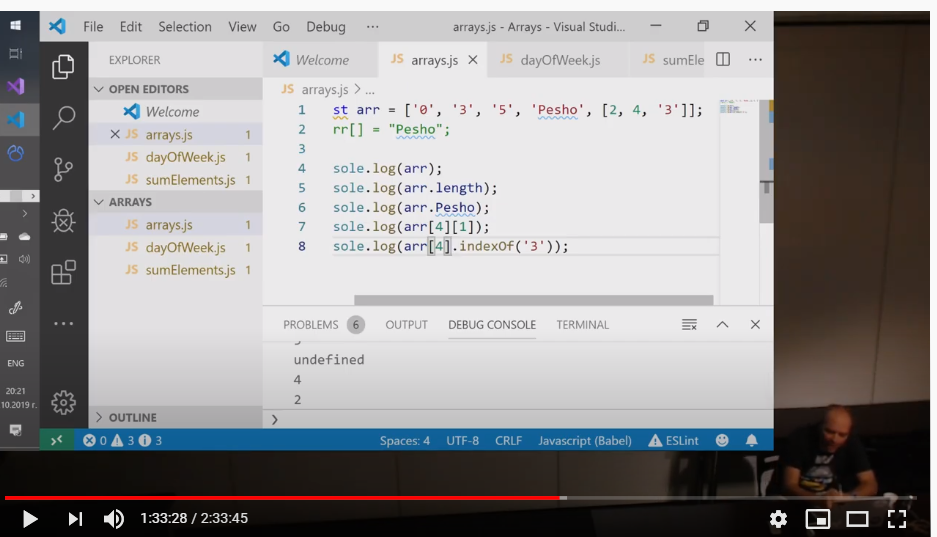 File Edit Selection View Go Debug ··· arrays.js - Arrays - Visual Studi...
EXPLORER
OPEN EDITORS
Welcome
JS arrays.js 1
JS dayOfWeek.js 1
JS sumElements.js 1
ARRAYS
JS arrays.js 1
JS dayOfWeek.js 1
JS sumElements.js 1
OUTLINE
Welcome JS arrays.js JS dayOfWeek.js JS sumEle
JS arrays.js > ...
1 st arr = ['0', '3', '5', 'Pesho', [2, 4, '3']];
2 rr[] = "Pesho";
3
4 sole.log(arr);
5 sole.log(arr.length);
6 sole.log(arr.Pesho);
7 sole.log(arr[4][1]);
8 sole.log(arr[4].indexOf('3'));
PROBLEMS 6 OUTPUT DEBUG CONSOLE TERMINAL
undefined
4
2
>
ENG
20:21
10.2019 г.
0 3 3 Spaces: 4 UTF-8 CRLF Javascript (Babel) ESLint
1:33:28 / 2:33:45